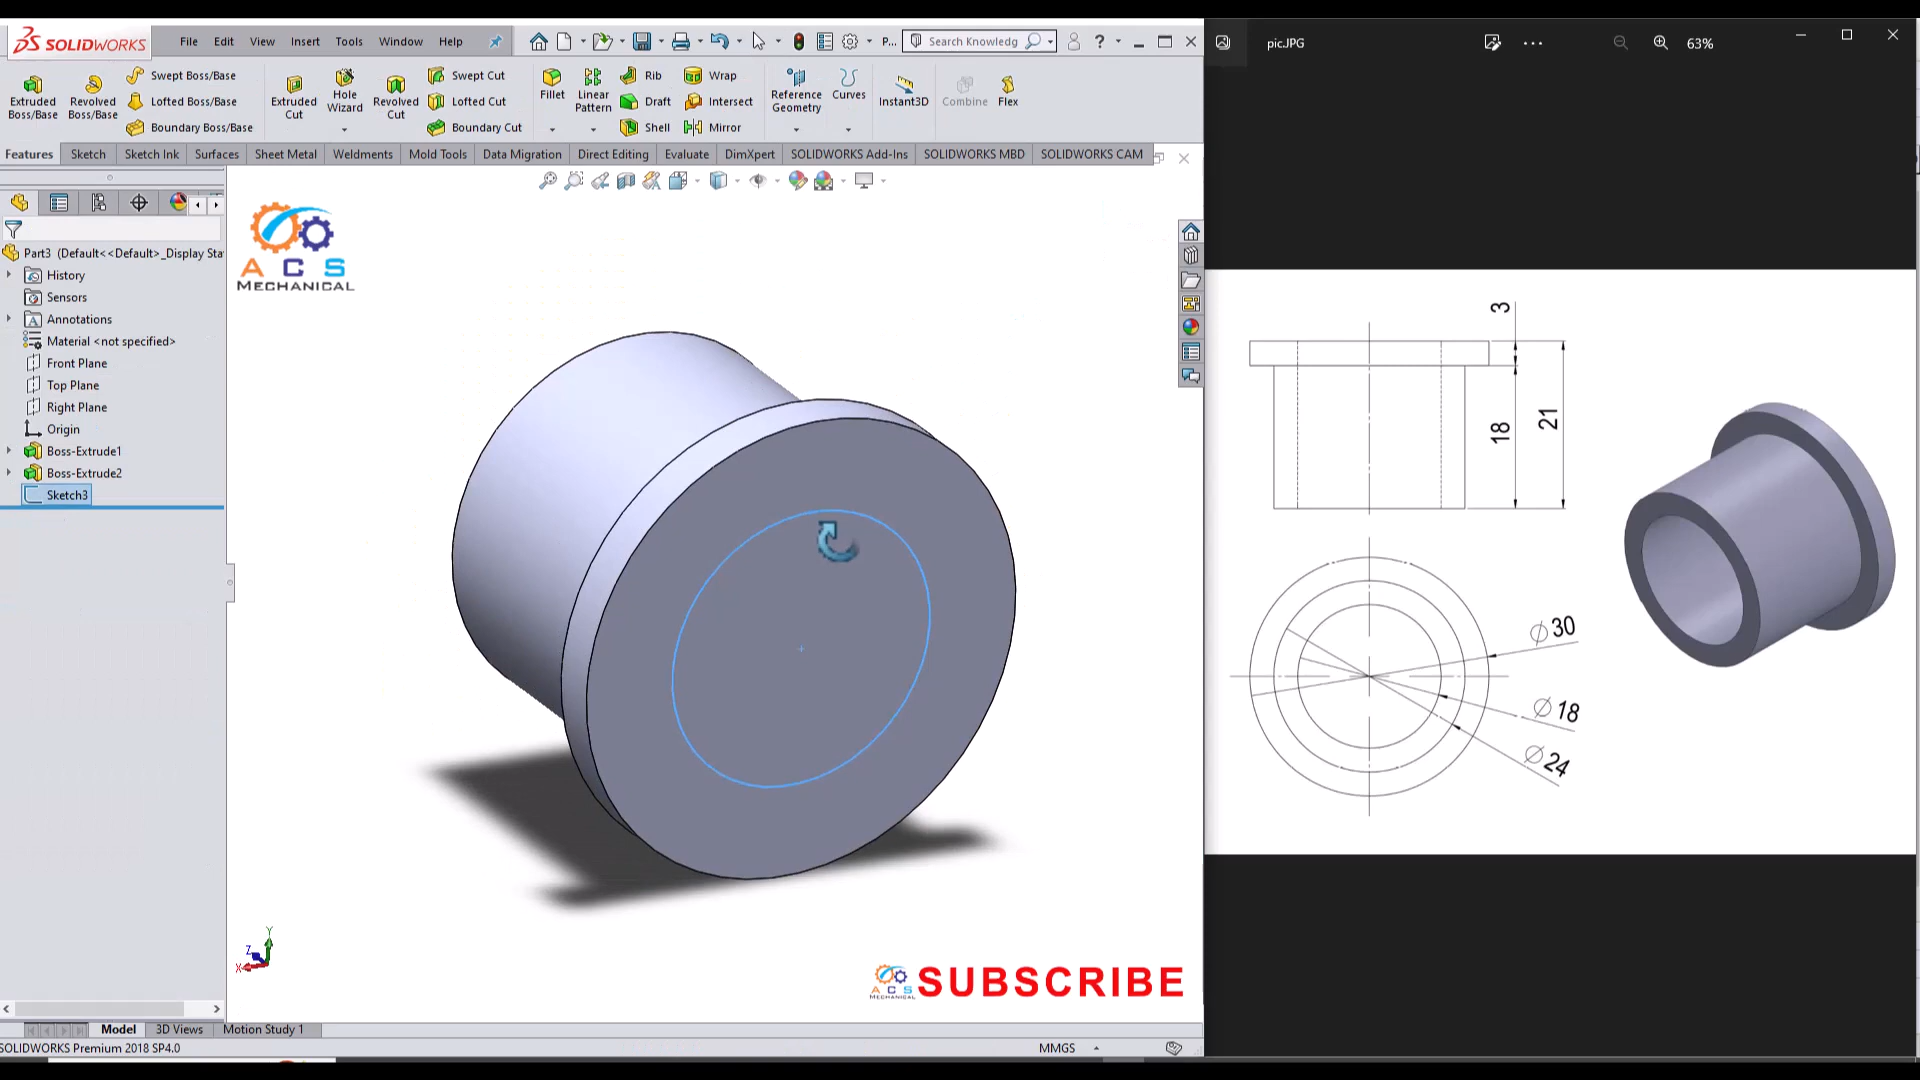 SOLIDWORKS
File Edit View Insert Tools Window Help
P... Search Knowledg ?
pic.JPG ... 63%
Extruded Boss/Base
Revolved Boss/Base
Swept Boss/Base
Lofted Boss/Base
Boundary Boss/Base
Extruded Cut
Hole Wizard
Revolved Cut
Swept Cut
Lofted Cut
Boundary Cut
Fillet
Linear Pattern
Rib
Draft
Shell
Wrap
Intersect
Mirror
Reference Geometry
Curves
Instant3D
Combine
Flex
Features Sketch Sketch Ink Surfaces Sheet Metal Weldments Mold Tools Data Migration Direct Editing Evaluate DimXpert SOLIDWORKS Add-Ins SOLIDWORKS MBD SOLIDWORKS CAM
Part3 (Default<<Default>_Display Sta
History
Sensors
Annotations
Material <not specified>
Front Plane
Top Plane
Right Plane
Origin
Boss-Extrude1
Boss-Extrude2
Sketch3
A C S
MECHANICAL
3
18
21
∅30
∅18
∅24
Y
Z
X
A C S
MECHANICAL
SUBSCRIBE
Model 3D Views Motion Study 1
SOLIDWORKS Premium 2018 SP4.0
MMGS